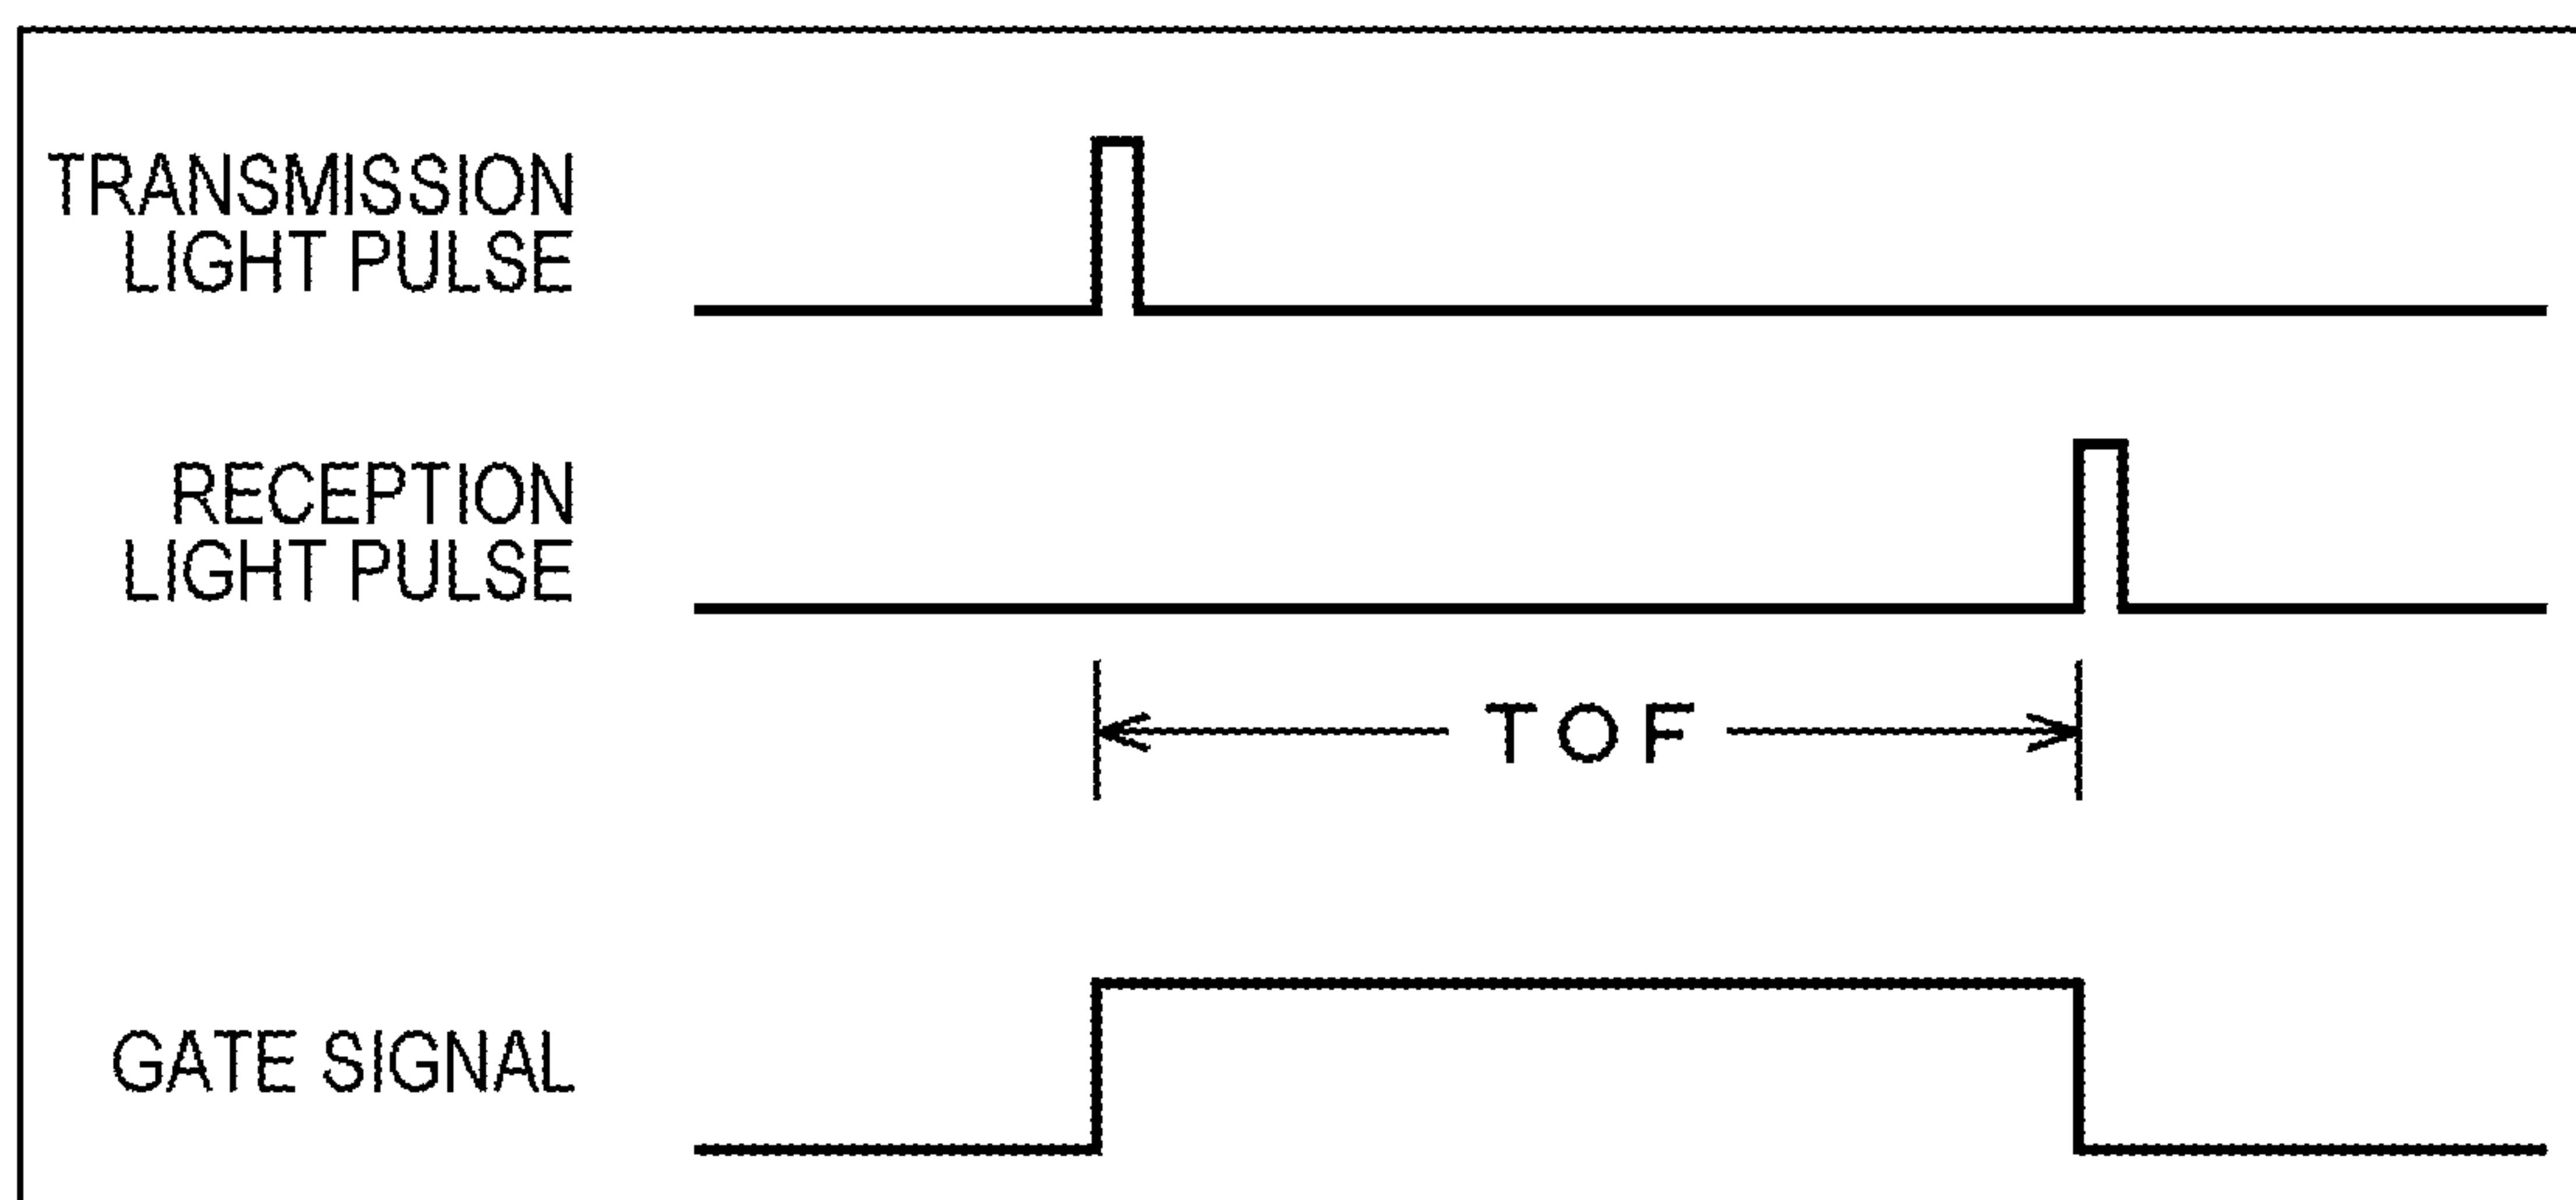 TRANSMISSION
LIGHT PULSE
RECEPTION
LIGHT PULSE
TOF
GATE SIGNAL